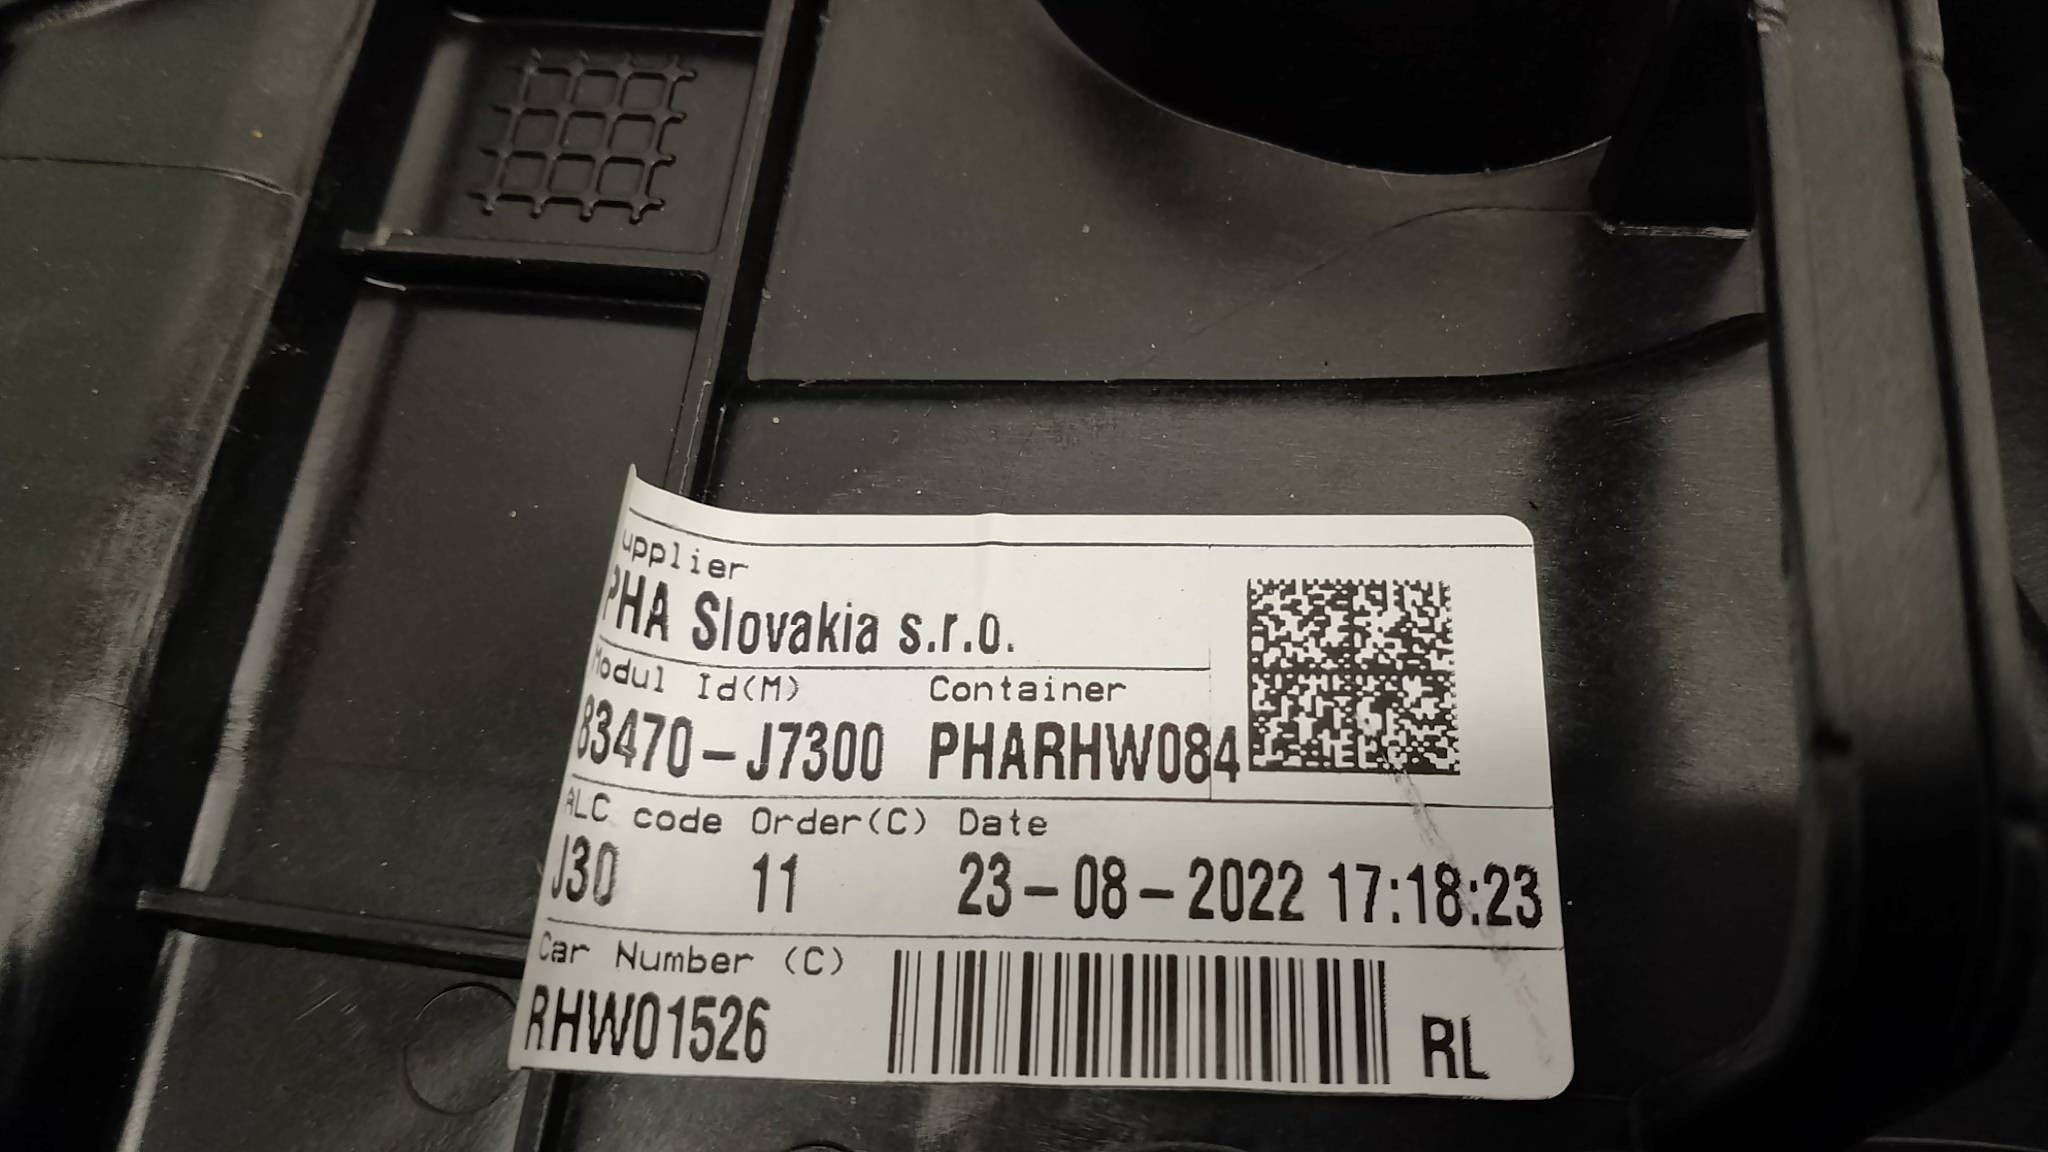 upplier
PHA Slovakia s.r.o.
Modul Id(M) Container
83470-J7300 PHARHW084
ALC code Order(C) Date
J30 11 23-08-2022 17:18:23
Car Number (C)
RHW01526 RL